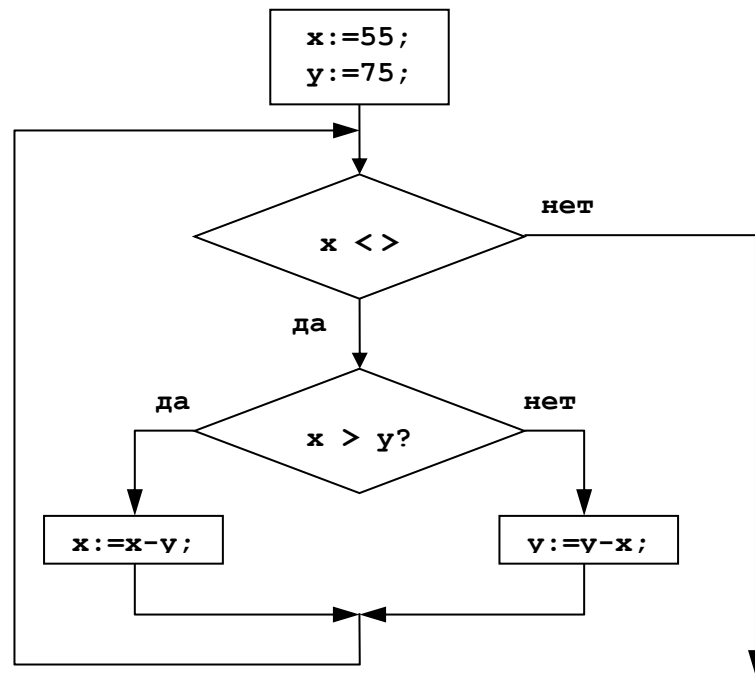 x:=55;
y:=75;
нет
x <>
да
да
нет
x > y?
x:=x-y;
y:=y-x;